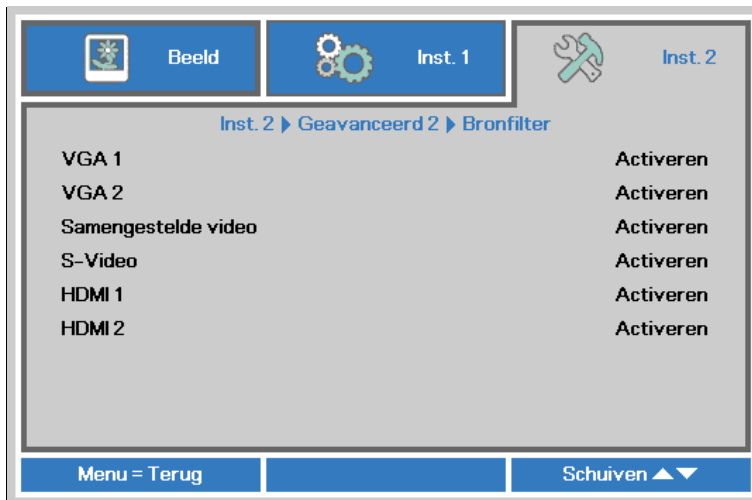 Beeld Inst. 1 Inst. 2
Inst. 2 Geavanceerd 2 Bronfilter
VGA 1 Activeren
VGA 2 Activeren
Samengestelde video Activeren
S-Video Activeren
HDMI 1 Activeren
HDMI 2 Activeren
Menu = Terug Schuiven